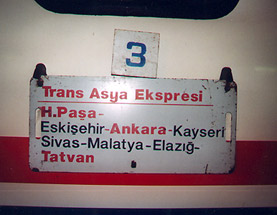 3
Trans Asya Ekspresi
H.Paşa-
Eskişehir-Ankara-Kayseri
Sivas-Malatya-Elazığ-
Tatvan